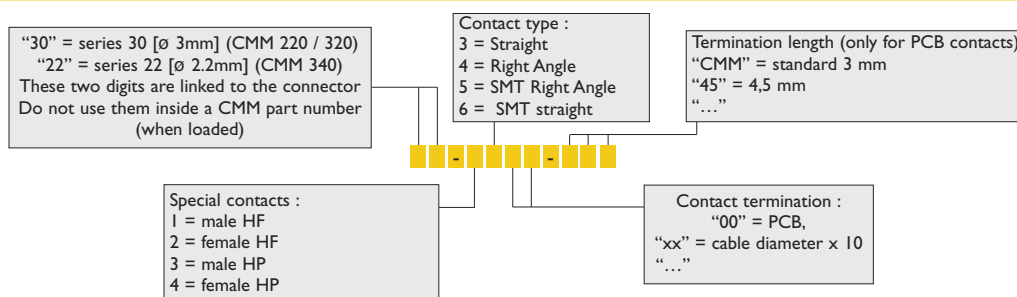 “30” = series 30 [ø 3mm] (CMM 220 / 320)
“22” = series 22 [ø 2.2mm] (CMM 340)
These two digits are linked to the connector
Do not use them inside a CMM part number
(when loaded)
Contact type :
3 = Straight
4 = Right Angle
5 = SMT Right Angle
6 = SMT straight
Termination length (only for PCB contacts)
“CMM” = standard 3 mm
“45” = 4,5 mm
“…”
- -
Special contacts :
1 = male HF
2 = female HF
3 = male HP
4 = female HP
Contact termination :
“00” = PCB,
“xx” = cable diameter x 10
“…”